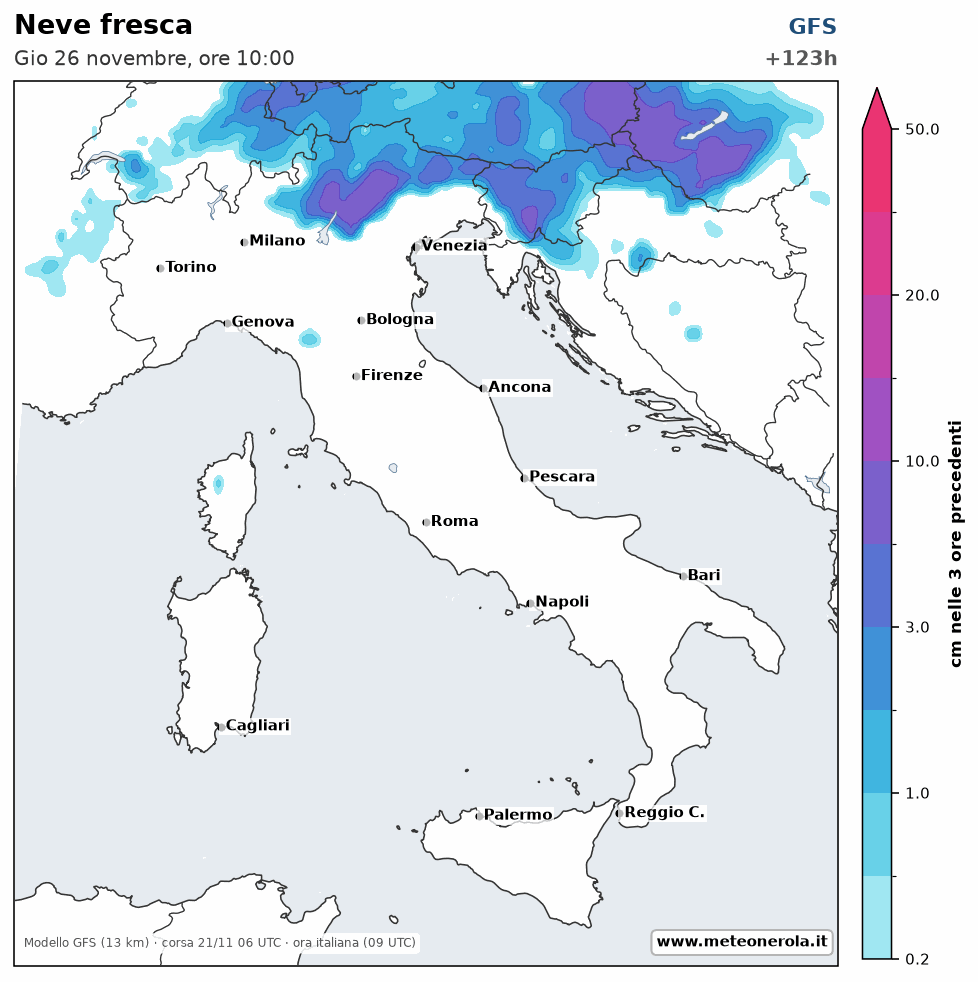 Neve fresca
GFS
Gio 26 novembre, ore 10:00
+123h
50.0
20.0
10.0
3.0
1.0
0.2
cm nelle 3 ore precedenti
Milano
Venezia
Torino
Genova
Bologna
Firenze
Ancona
Pescara
Roma
Bari
Napoli
Cagliari
Palermo
Reggio C.
Modello GFS (13 km) · corsa 21/11 06 UTC · ora italiana (09 UTC)
www.meteonerola.it